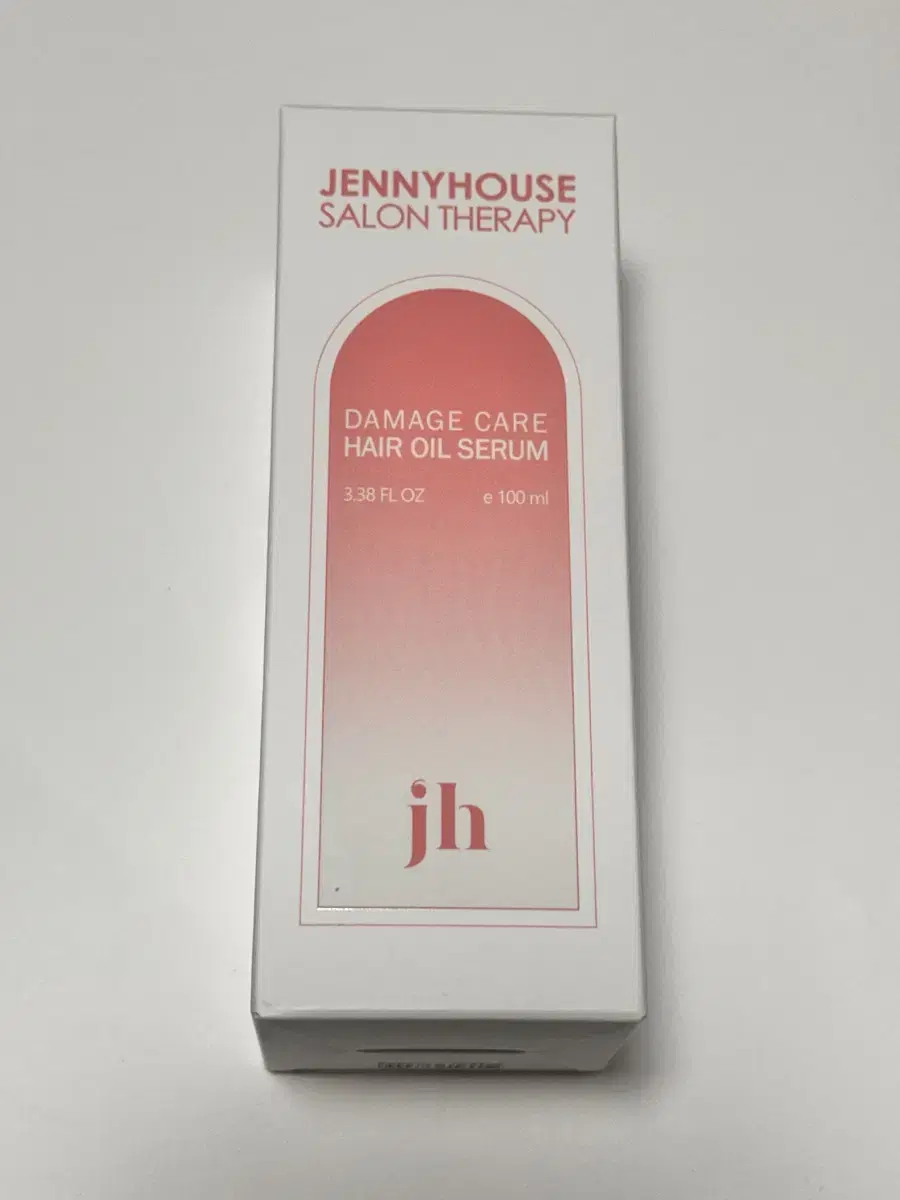 JENNYHOUSE
SALON THERAPY
DAMAGE CARE
HAIR OIL SERUM
3.38 FL OZ e 100 ml
jh